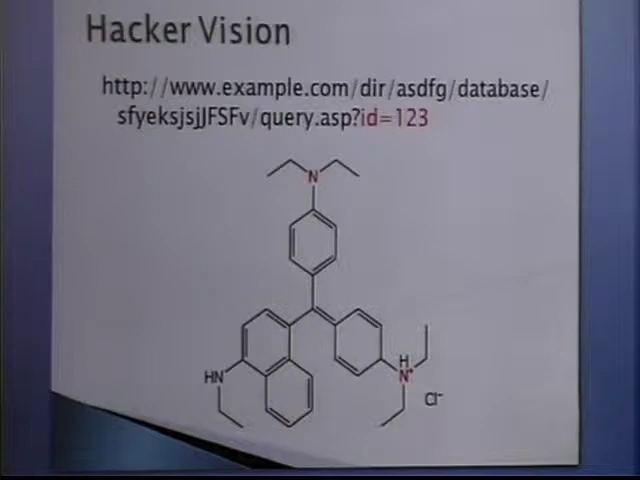 Hacker Vision
http://www.example.com/dir/asdfg/database/
sfyeksjsjJFSFv/query.asp?id=123
N
HN
H
N+
Cl-